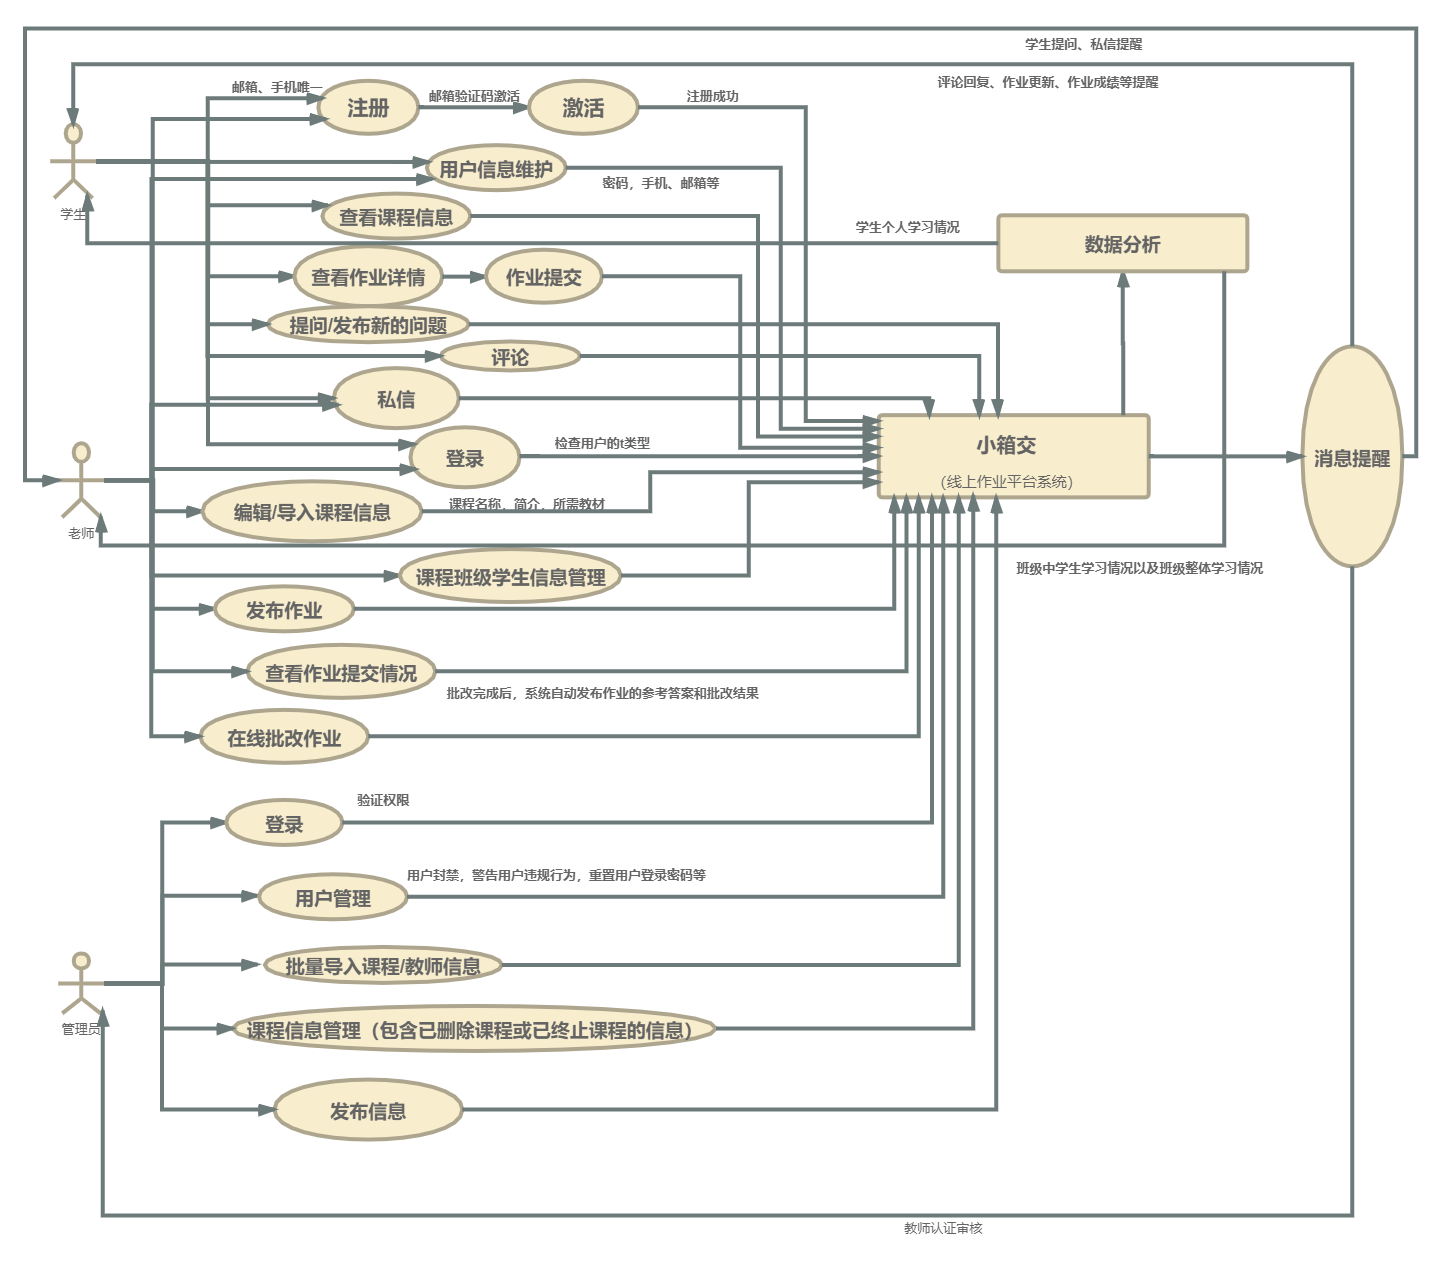 学生提问、私信提醒
评论回复、作业更新、作业成绩等提醒
邮箱、手机唯一
注册
邮箱验证码激活
激活
注册成功
用户信息维护
密码，手机、邮箱等
学生
查看课程信息
学生个人学习情况
数据分析
查看作业详情
作业提交
提问/发布新的问题
评论
私信
登录
检查用户的t类型
小箱交
（线上作业平台系统）
消息提醒
老师
编辑/导入课程信息
课程名称，简介，所需教材
班级中学生学习情况以及班级整体学习情况
课程班级学生信息管理
发布作业
查看作业提交情况
批改完成后，系统自动发布作业的参考答案和批改结果
在线批改作业
验证权限
登录
用户封禁，警告用户违规行为，重置用户登录密码等
用户管理
批量导入课程/教师信息
管理员
课程信息管理（包含已删除课程或已终止课程的信息）
发布信息
教师认证审核